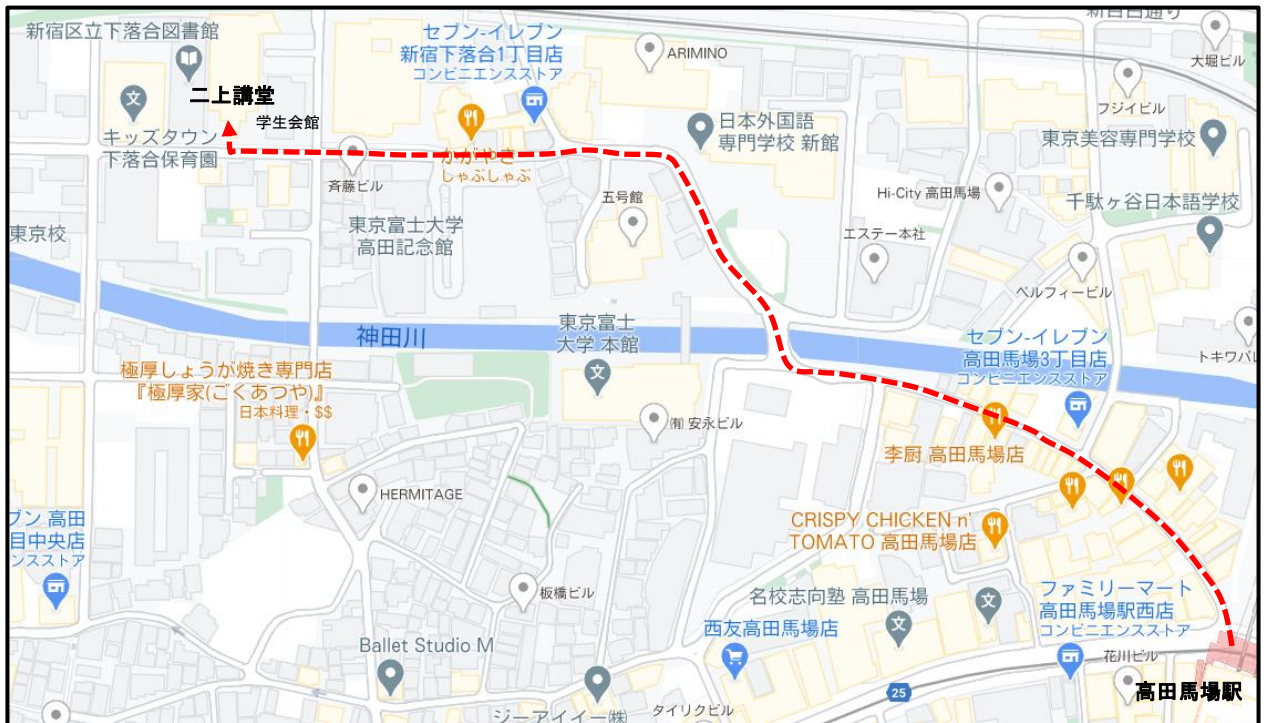 新宿区立下落合図書館
二上講堂
学生会館
キッズタウン
下落合保育園
セブン-イレブン
新宿下落合1丁目店
コンビニエンスストア
ARIMINO
新目白通り
大堀ビル
フジイビル
東京美容専門学校
日本外国語
専門学校 新館
かがやき
しゃぶしゃぶ
斉藤ビル
五号館
Hi-City 高田馬場
千駄ヶ谷日本語学校
東京富士大学
高田記念館
エステー本社
東京校
ベルフィービル
神田川
東京富士
大学 本館
セブン-イレブン
高田馬場3丁目店
コンビニエンスストア
トキワパレ
極厚しょうが焼き専門店
『極厚家(ごくあつや)』
日本料理・$$
㈲ 安永ビル
李厨 高田馬場店
HERMITAGE
CRISPY CHICKEN n'
TOMATO 高田馬場店
ブン 高田
目中央店
ンスストア
板橋ビル
名校志向塾 高田馬場
ファミリーマート
高田馬場駅西店
コンビニエンスストア
西友高田馬場店
Ballet Studio M
花川ビル
25
高田馬場駅
ジーアイイー㈱
タイリクビル